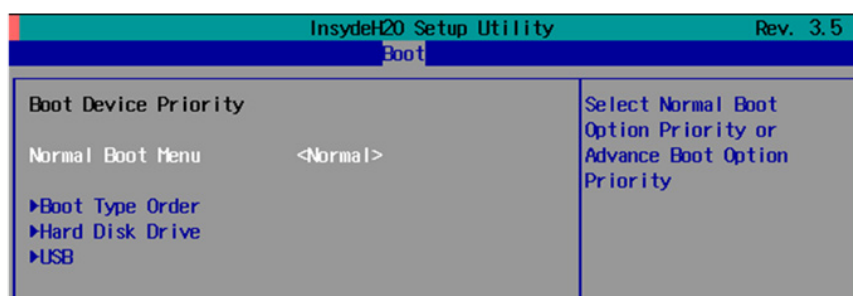 InsydeH2O Setup Utility Rev. 3.5
Boot
Boot Device Priority
Normal Boot Menu <Normal>
▶Boot Type Order
▶Hard Disk Drive
▶USB
Select Normal Boot
Option Priority or
Advance Boot Option
Priority